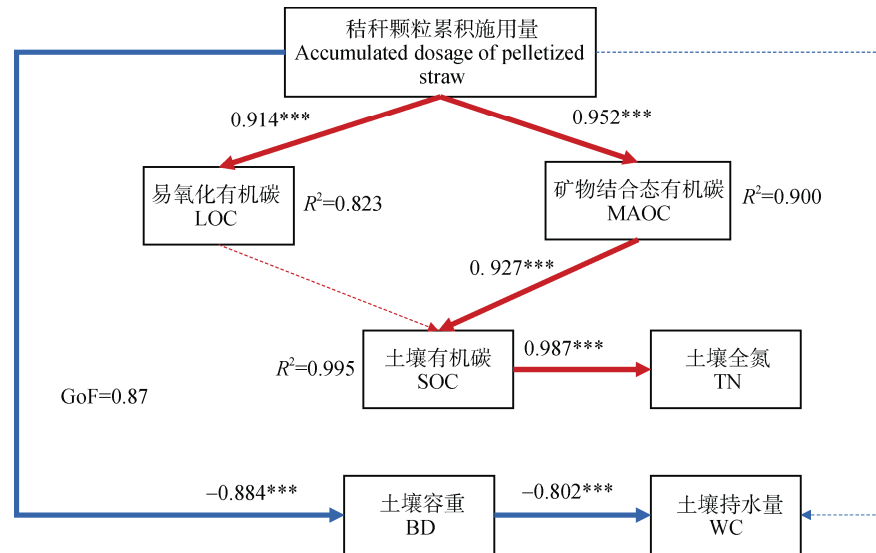 秸秆颗粒累积施用量
Accumulated dosage of pelletized
straw
0.914***
0.952***
易氧化有机碳
LOC
R²=0.823
矿物结合态有机碳
MAOC
R²=0.900
0. 927***
R²=0.995
土壤有机碳
SOC
0.987***
土壤全氮
TN
GoF=0.87
−0.884***
土壤容重
BD
−0.802***
土壤持水量
WC